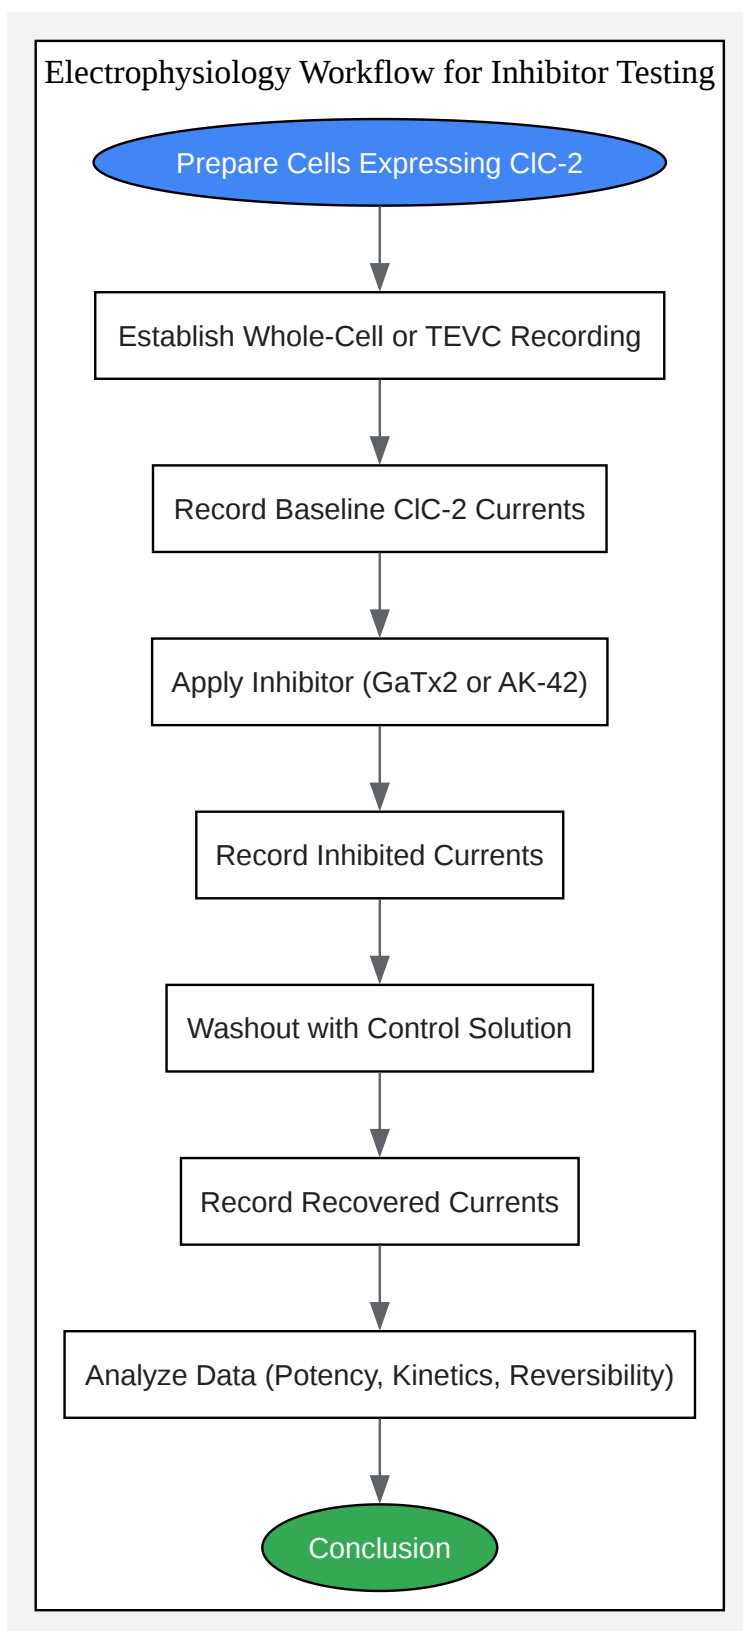 Electrophysiology Workflow for Inhibitor Testing
Prepare Cells Expressing ClC-2
Establish Whole-Cell or TEVC Recording
Record Baseline ClC-2 Currents
Apply Inhibitor (GaTx2 or AK-42)
Record Inhibited Currents
Washout with Control Solution
Record Recovered Currents
Analyze Data (Potency, Kinetics, Reversibility)
Conclusion